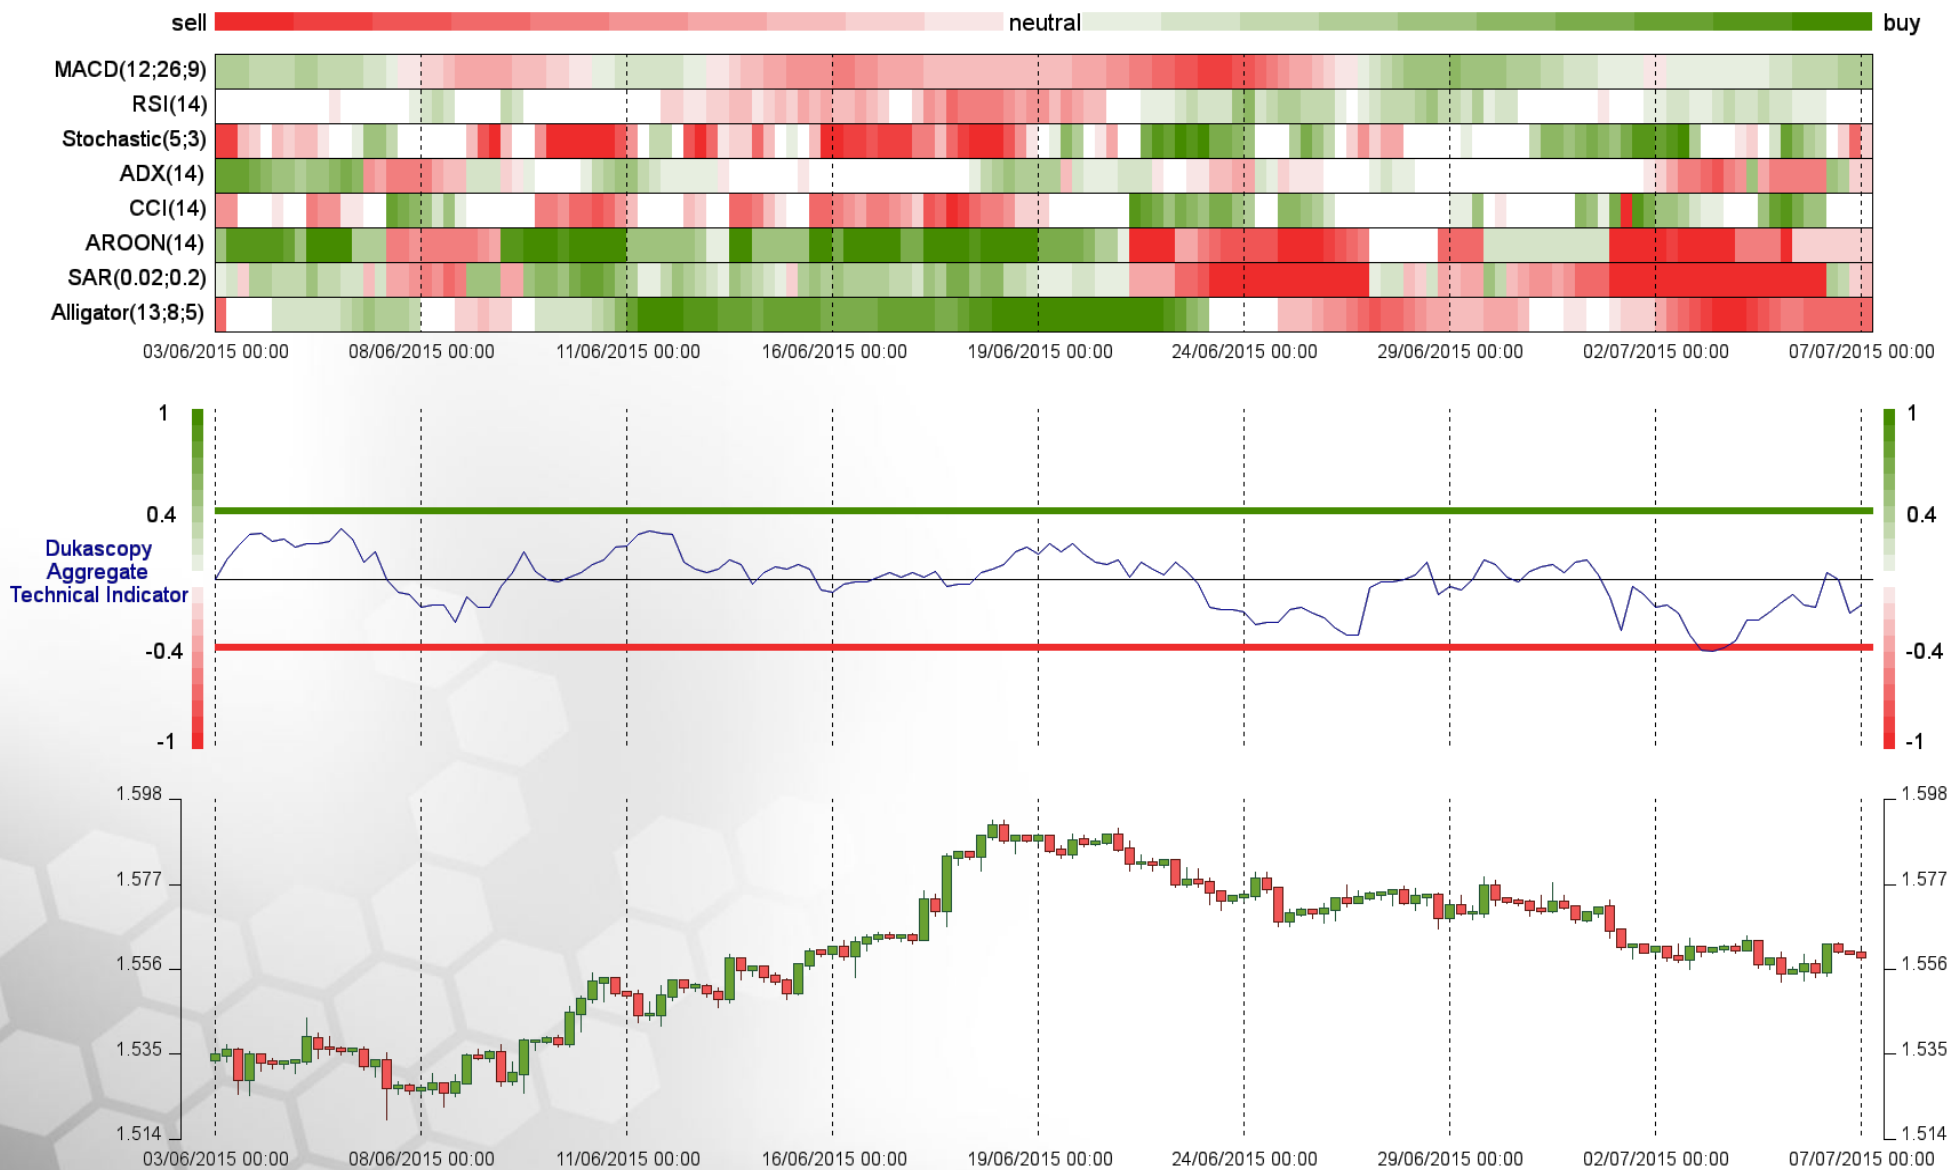 sell neutral buy
MACD(12;26;9)
RSI(14)
Stochastic(5;3)
ADX(14)
CCI(14)
AROON(14)
SAR(0.02;0.2)
Alligator(13;8;5)
03/06/2015 00:00 08/06/2015 00:00 11/06/2015 00:00 16/06/2015 00:00 19/06/2015 00:00 24/06/2015 00:00 29/06/2015 00:00 02/07/2015 00:00 07/07/2015 00:00
1 1
0.4 0.4
Dukascopy
Aggregate
Technical Indicator
-0.4 -0.4
-1 -1
1.598 1.598
1.577 1.577
1.556 1.556
1.535 1.535
1.514 1.514
03/06/2015 00:00 08/06/2015 00:00 11/06/2015 00:00 16/06/2015 00:00 19/06/2015 00:00 24/06/2015 00:00 29/06/2015 00:00 02/07/2015 00:00 07/07/2015 00:00